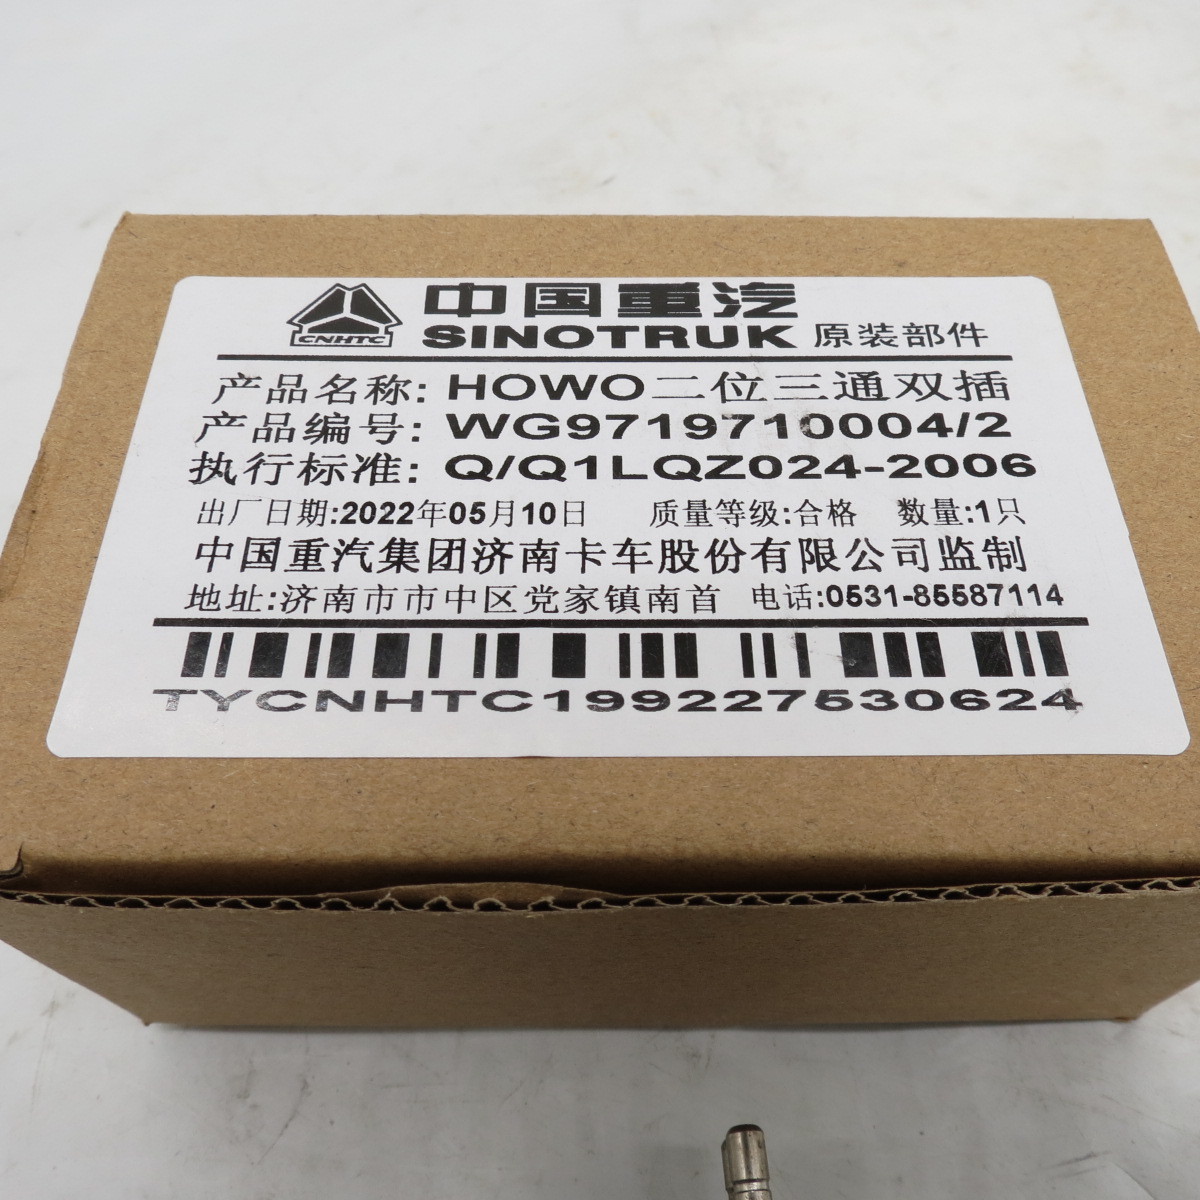 中国重汽
CNHTC
SINOTRUK 原装部件
产品名称: HOWO二位三通双插
产品编号: WG9719710004/2
执行标准: Q/Q1LQZ024-2006
出厂日期:2022年05月10日 质量等级:合格 数量:1只
中国重汽集团济南卡车股份有限公司监制
地址:济南市市中区党家镇南首 电话:0531-85587114
TYCNHTC199227530624